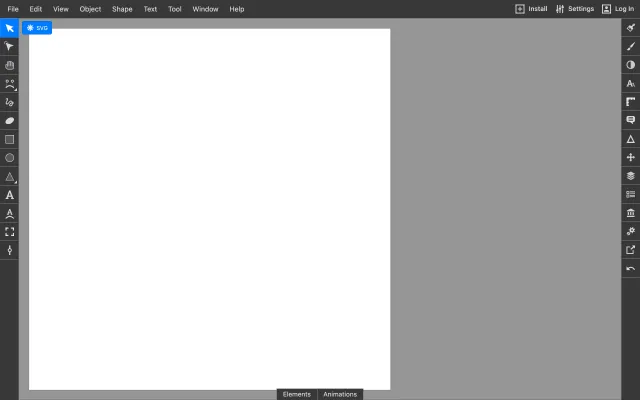 File Edit View Object Shape Text Tool Window Help Install Settings Log In
SVG
Elements Animations